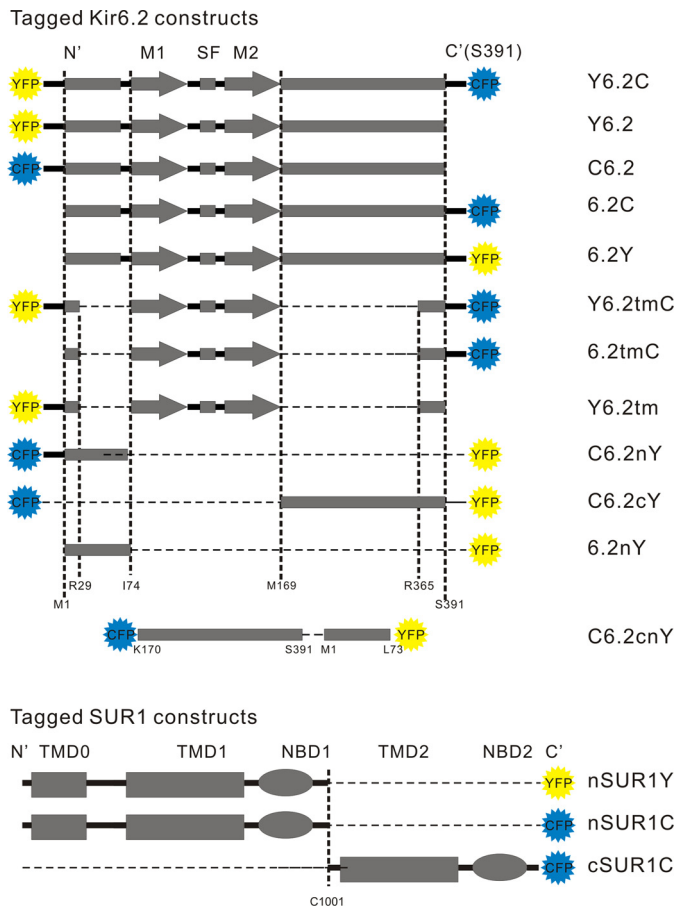 Tagged Kir6.2 constructs
N' M1 SF M2 C'(S391)
YFP CFP Y6.2C
YFP Y6.2
CFP C6.2
CFP 6.2C
YFP 6.2Y
YFP CFP Y6.2tmC
CFP 6.2tmC
YFP Y6.2tm
CFP YFP C6.2nY
CFP YFP C6.2cY
YFP 6.2nY
R29 I74 M169 R365
M1 S391
CFP YFP C6.2cnY
K170 S391 M1 L73
Tagged SUR1 constructs
N' TMD0 TMD1 NBD1 TMD2 NBD2 C'
YFP nSUR1Y
CFP nSUR1C
CFP cSUR1C
C1001